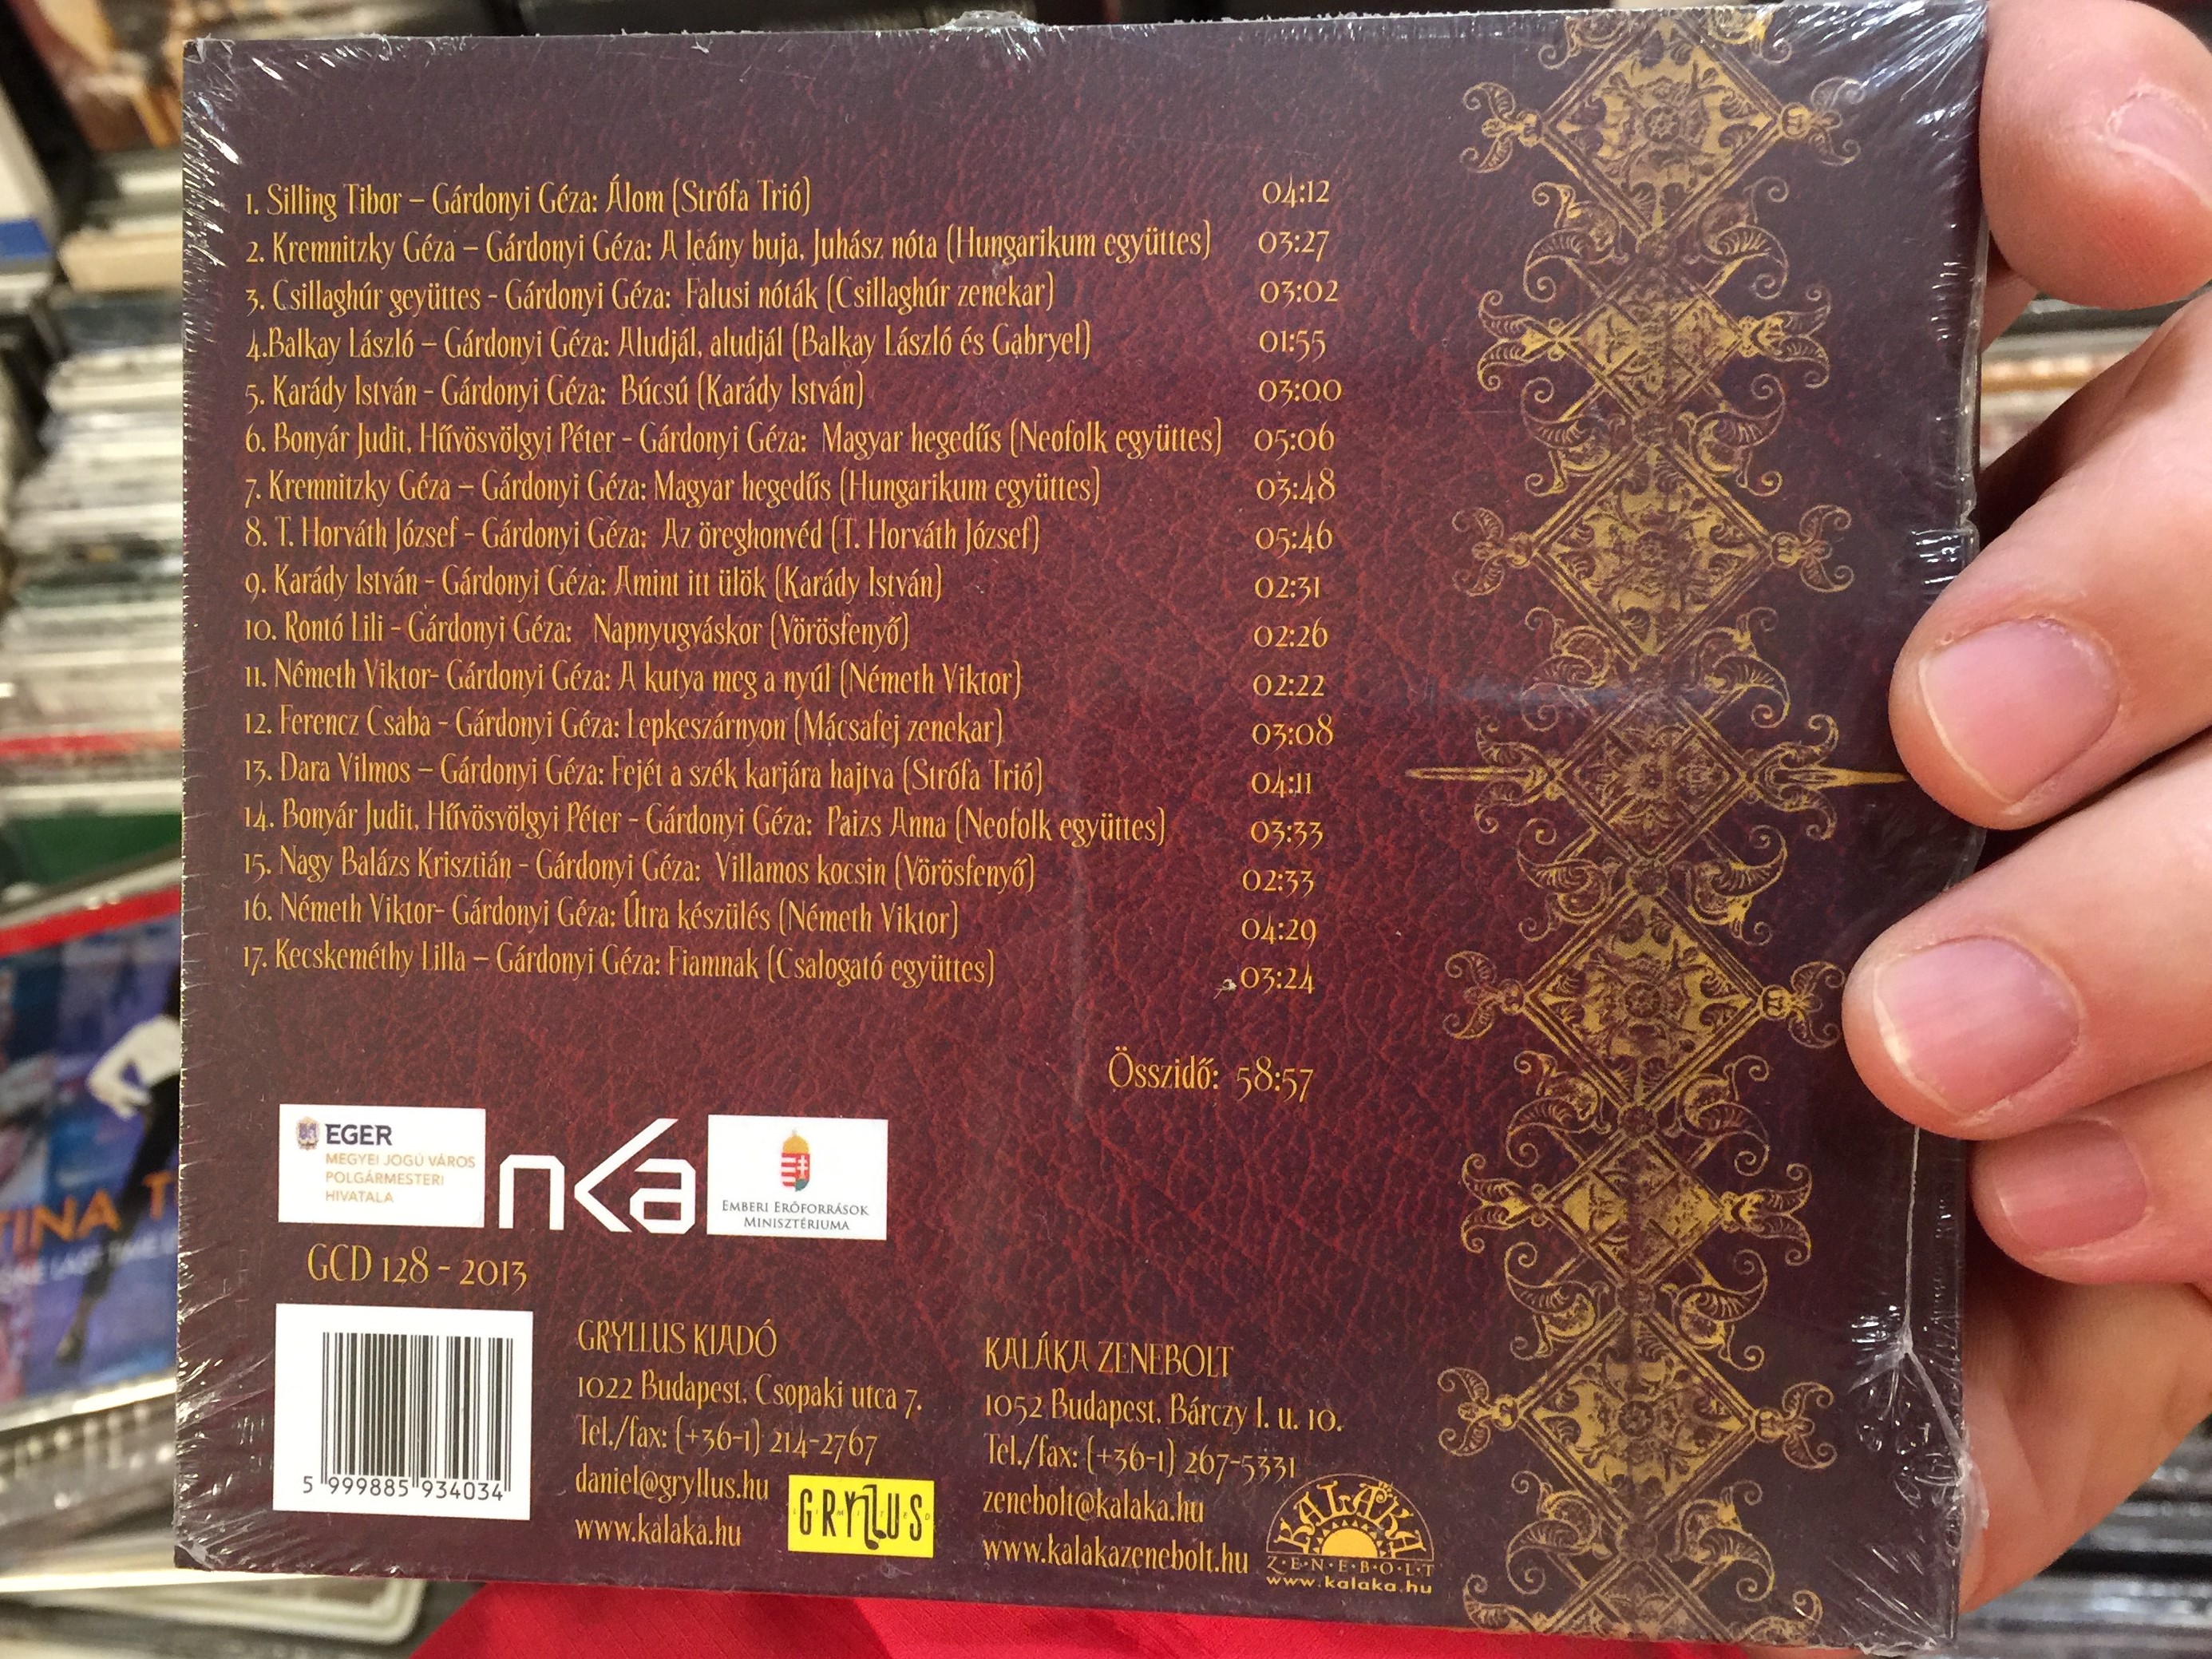 1. Silling Tibor – Gárdonyi Géza: Álom (Strófa Trió) 04:12
2. Kremnitzky Géza – Gárdonyi Géza: A leány buja, Juhász nóta (Hungarikum együttes) 03:27
3. Csillaghúr geyüttes - Gárdonyi Géza: Falusi nóták (Csillaghúr zenekar) 03:02
4.Balkay László – Gárdonyi Géza: Aludjál, aludjál (Balkay László és Gabryel) 01:55
5. Karády István - Gárdonyi Géza: Búcsú (Karády István) 03:00
6. Bonyár Judit, Hűvösvölgyi Péter - Gárdonyi Géza: Magyar hegedűs (Neofolk együttes) 05:06
7. Kremnitzky Géza – Gárdonyi Géza: Magyar hegedűs (Hungarikum együttes) 03:48
8. T. Horváth József - Gárdonyi Géza: Az öreghonvéd (T. Horváth József) 05:46
9. Karády István - Gárdonyi Géza: Amint itt ülök (Karády István) 02:31
10. Rontó Lili - Gárdonyi Géza: Napnyugváskor (Vörösfenyő) 02:26
11. Németh Viktor- Gárdonyi Géza: A kutya meg a nyúl (Németh Viktor) 02:22
12. Ferencz Csaba - Gárdonyi Géza: Lepkeszárnyon (Mácsafej zenekar) 03:08
13. Dara Vilmos – Gárdonyi Géza: Fejét a szék karjára hajtva (Strófa Trió) 04:11
14. Bonyár Judit, Hűvösvölgyi Péter - Gárdonyi Géza: Paizs Anna (Neofolk együttes) 03:33
15. Nagy Balázs Krisztián - Gárdonyi Géza: Villamos kocsin (Vörösfenyő) 02:33
16. Németh Viktor- Gárdonyi Géza: Útra készülés (Németh Viktor) 04:29
17. Kecskeméthy Lilla – Gárdonyi Géza: Fiamnak (Csalogató együttes) 03:24
Összidő: 58:57
EGER
MEGYEI JOGÚ VÁROS
POLGÁRMESTERI
HIVATALA
nka
EMBERI ERŐFORRÁSOK
MINISZTÉRIUMA
GCD 128 - 2013
5 999885 934034
GRYLLUS KIADÓ
1022 Budapest, Csopaki utca 7.
Tel./fax: (+36-1) 214-2767
daniel@gryllus.hu
www.kalaka.hu
GRYLLUS
KALÁKA ZENEBOLT
1052 Budapest, Bárczy I. u. 10.
Tel./fax: (+36-1) 267-5331
zenebolt@kalaka.hu
www.kalakazenebolt.hu
KALÁKA
Z·E·N·E·B·O·L·T
www.kalaka.hu
TINA T